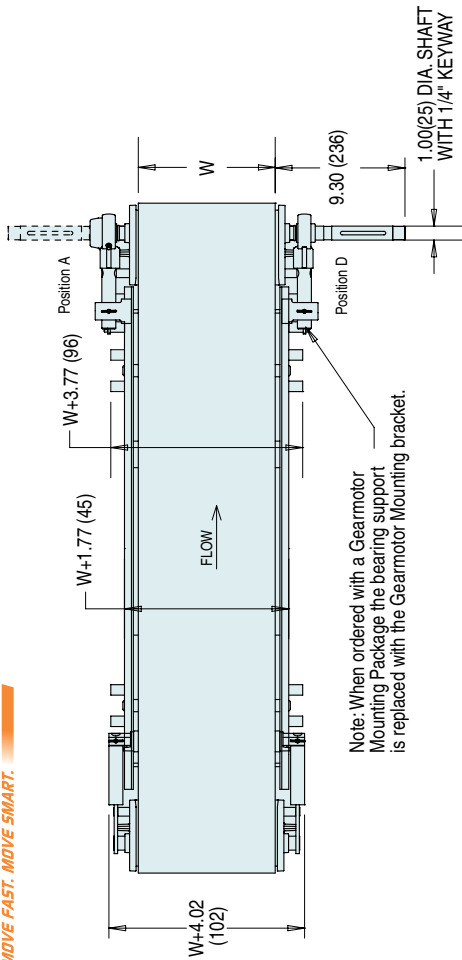 MOVE FAST. MOVE SMART.
Position A
W+3.77 (96)
W+1.77 (45)
W
9.30 (236)
FLOW
Position D
1.00(25) DIA. SHAFT
WITH 1/4" KEYWAY
W+4.02
(102)
Note: When ordered with a Gearmotor
Mounting Package the bearing support
is replaced with the Gearmotor Mounting bracket.